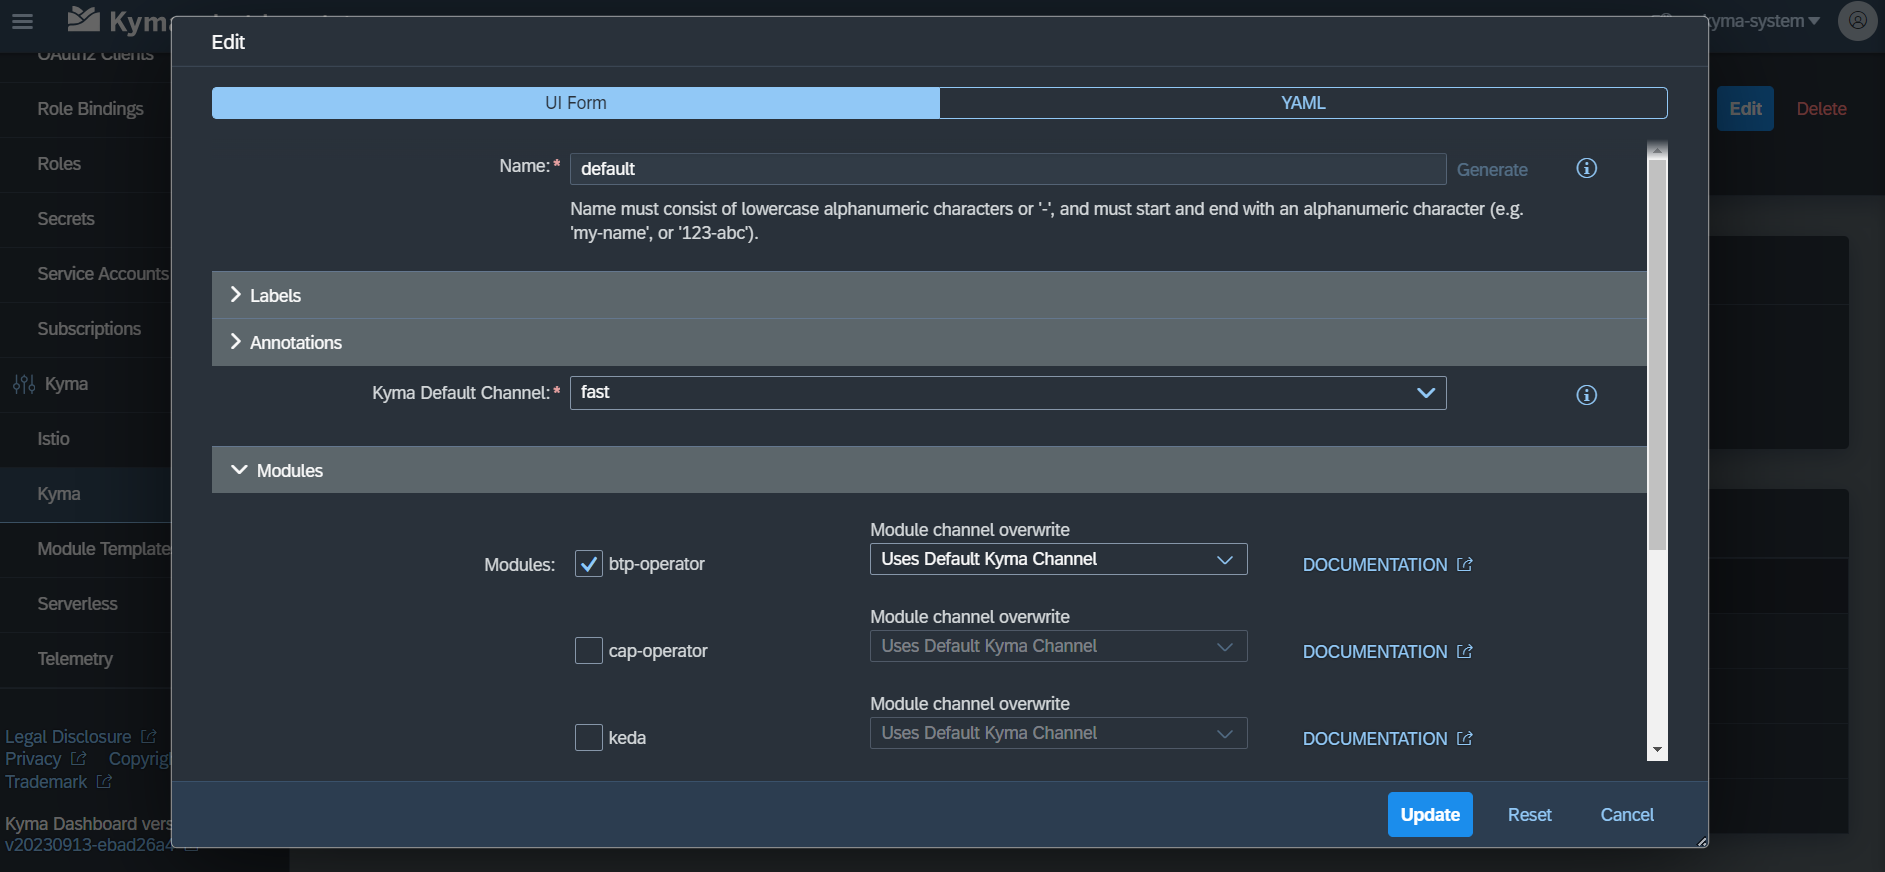 Kyma
kyma-system
OAuth2 Clients
Role Bindings
Roles
Secrets
Service Accounts
Subscriptions
Kyma
Istio
Kyma
Module Template
Serverless
Telemetry
Legal Disclosure
Privacy
Trademark
Kyma Dashboard
v20230913-ebad26a4
Edit
Delete
Edit
UI Form
YAML
Name:*
default
Generate
Name must consist of lowercase alphanumeric characters or '-', and must start and end with an alphanumeric character (e.g.
'my-name', or '123-abc').
Labels
Annotations
Kyma Default Channel:*
fast
Modules
Modules:
btp-operator
Module channel overwrite
Uses Default Kyma Channel
DOCUMENTATION
cap-operator
Module channel overwrite
Uses Default Kyma Channel
DOCUMENTATION
keda
Module channel overwrite
Uses Default Kyma Channel
DOCUMENTATION
Update
Reset
Cancel